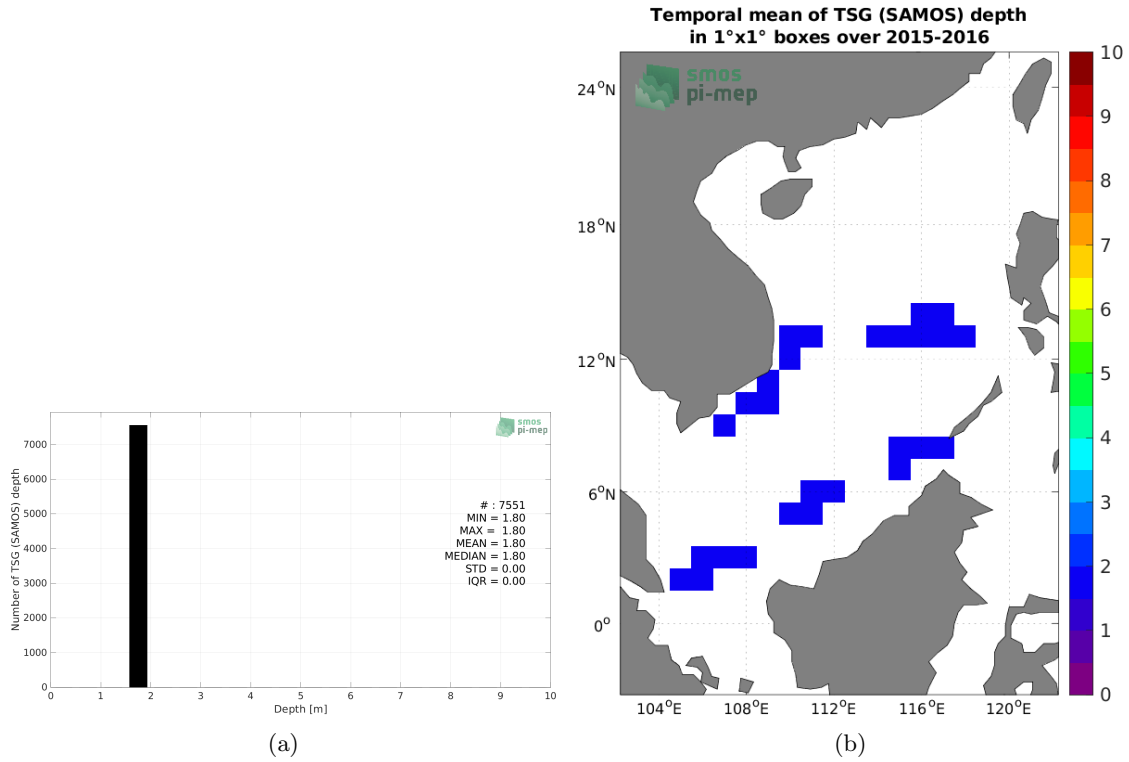 Number of TSG (SAMOS) depth
7000
6000
5000
4000
3000
2000
1000
0
smos
pi-mep
# : 7551
MIN = 1.80
MAX = 1.80
MEAN = 1.80
MEDIAN = 1.80
STD = 0.00
IQR = 0.00
0 1 2 3 4 5 6 7 8 9 10
Depth [m]
(a)
Temporal mean of TSG (SAMOS) depth
in 1°x1° boxes over 2015-2016
smos
pi-mep
24°N
18°N
12°N
6°N
0°
104°E 108°E 112°E 116°E 120°E
10
9
8
7
6
5
4
3
2
1
0
(b)